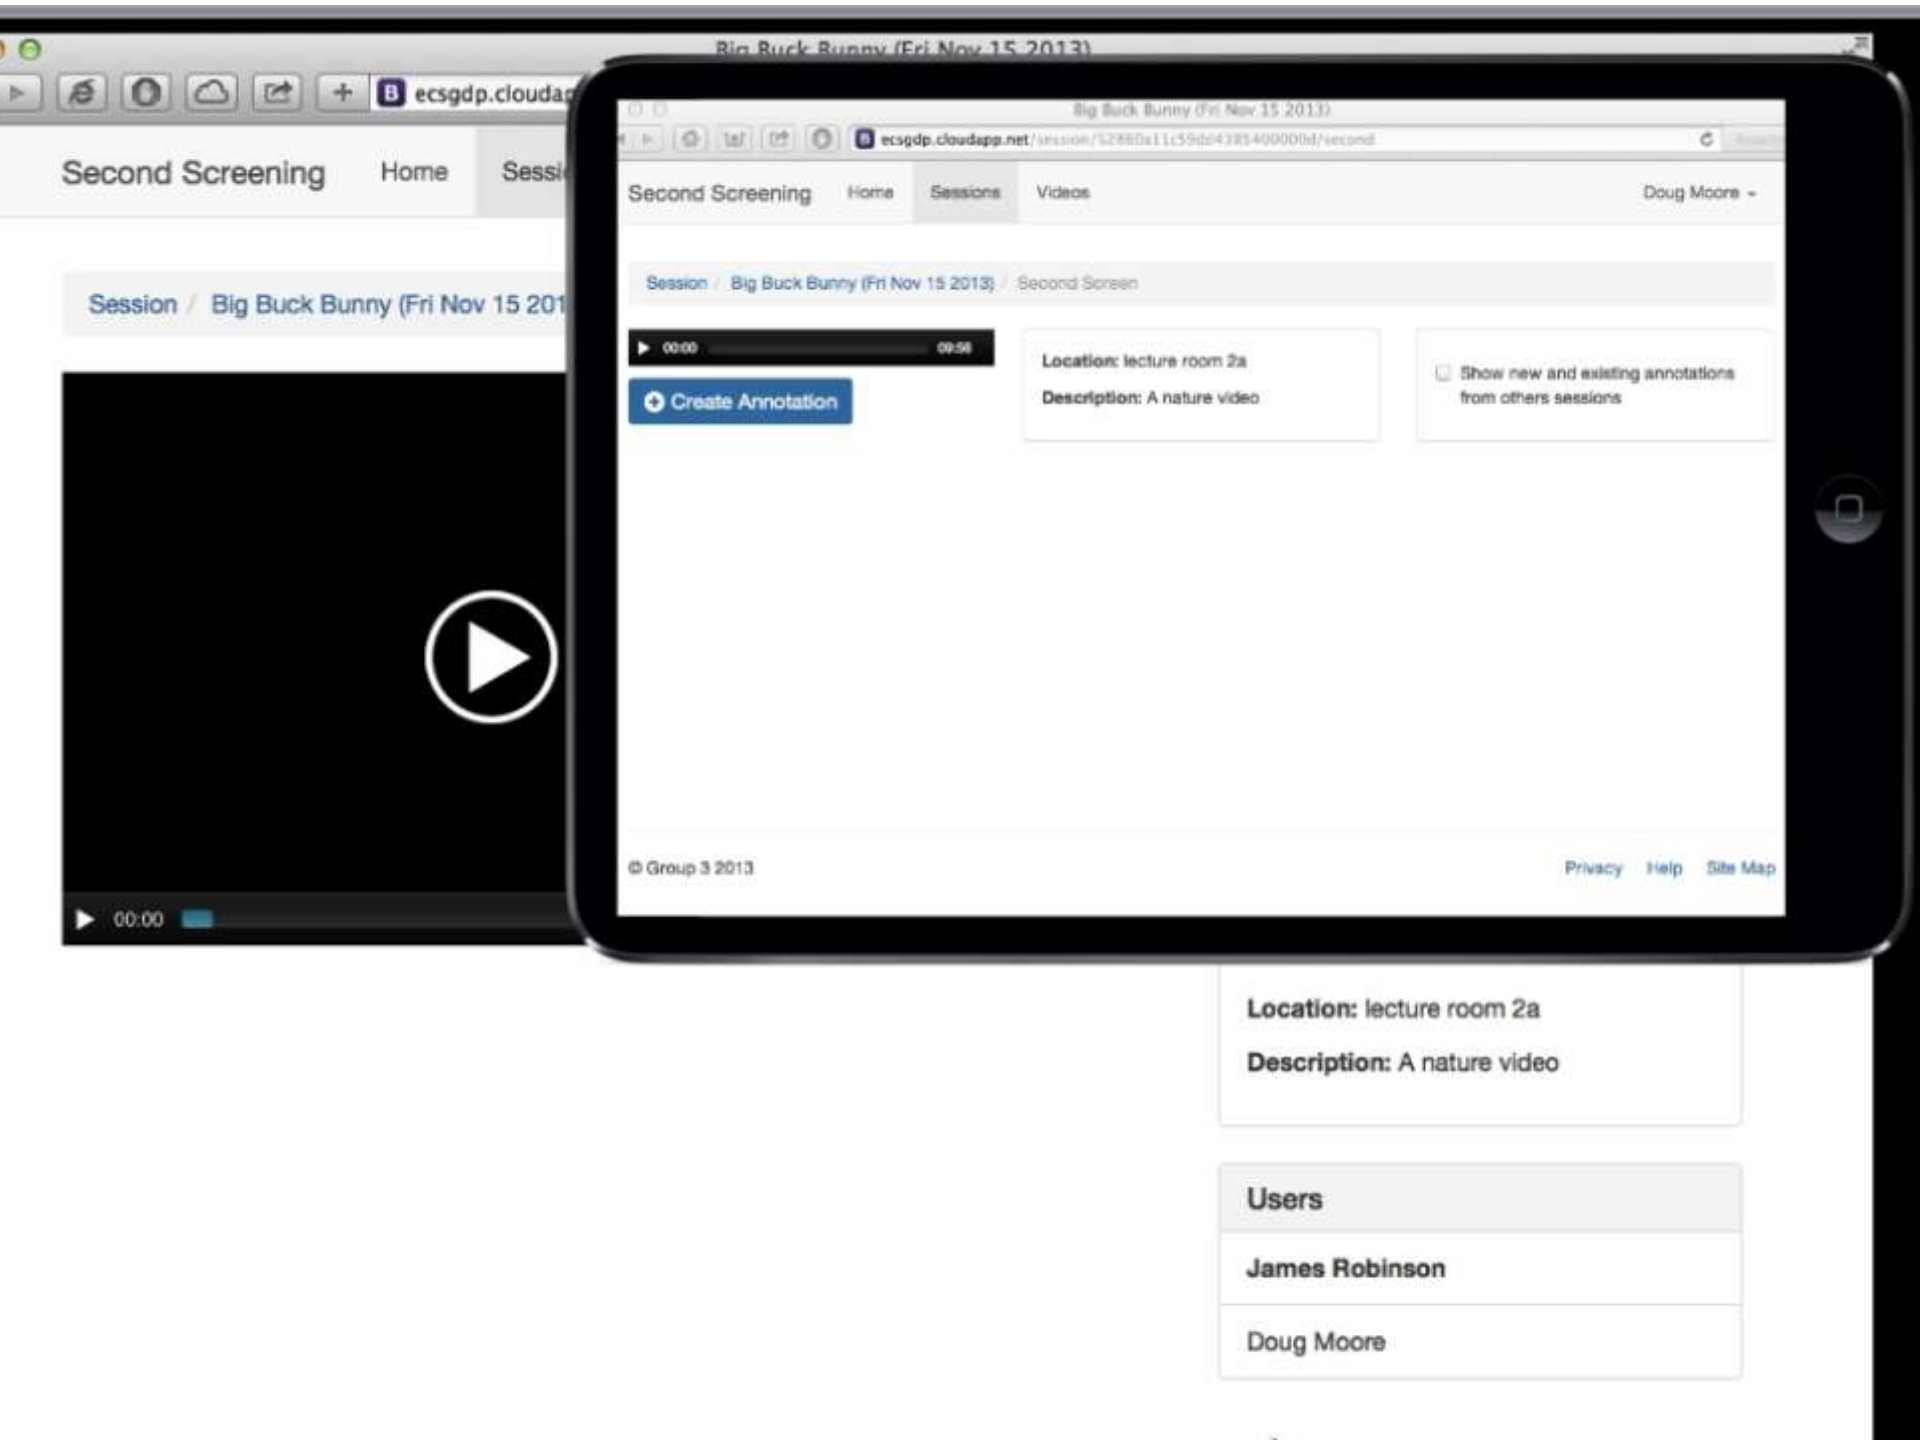 Big Buck Bunny (Fri Nov 15 2013)
ecsgdp.cloudap
Second Screening Home Sessi
Session / Big Buck Bunny (Fri Nov 15 201
00:00
Big Buck Bunny (Fri Nov 15 2013)
ecsgdp.cloudapp.net/session/
Second Screening Home Sessions Videos Doug Moore
Session / Big Buck Bunny (Fri Nov 15 2013) / Second Screen
00:00 09:56
Create Annotation
Location: lecture room 2a
Description: A nature video
Show new and existing annotations
from others sessions
© Group 3 2013 Privacy Help Site Map
Location: lecture room 2a
Description: A nature video
Users
James Robinson
Doug Moore